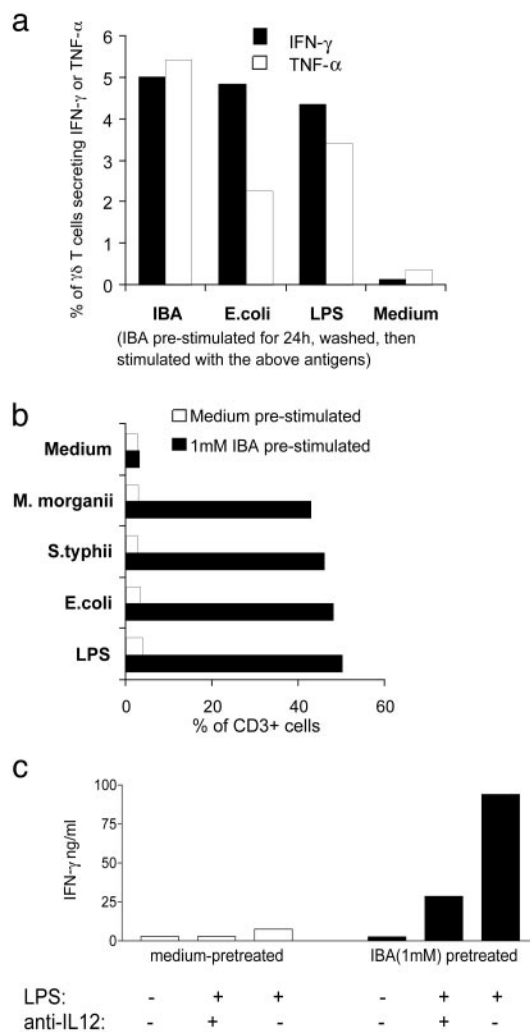 a
IFN-γ
TNF-α
% of γδ T cells secreting IFN-γ or TNF-α
6
5
4
3
2
1
0
IBA E.coli LPS Medium
(IBA pre-stimulated for 24h, washed, then
stimulated with the above antigens)
b
Medium pre-stimulated
1mM IBA pre-stimulated
Medium
M. morganii
S.typhii
E.coli
LPS
0 20 40 60
% of CD3+ cells
c
IFN-γ ng/ml
100
75
50
25
0
medium-pretreated IBA(1mM) pretreated
LPS: - + + - + +
anti-IL12: - + - - + -